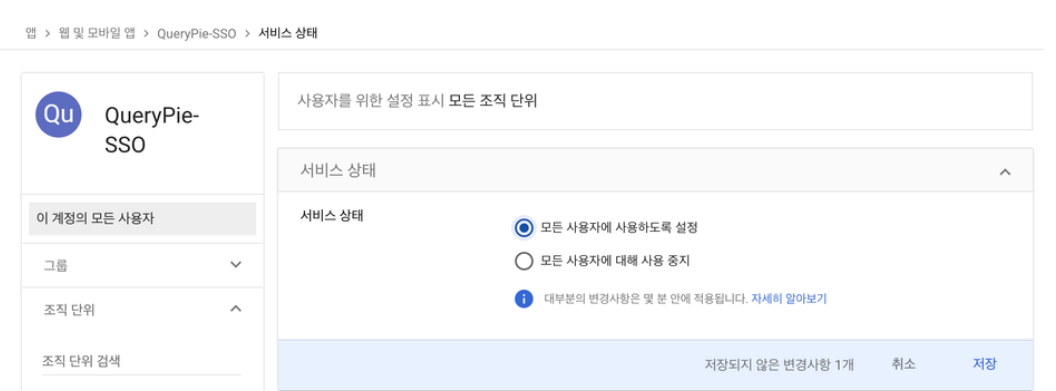 앱 > 웹 및 모바일 앱 > QueryPie-SSO > 서비스 상태
Qu
QueryPie-
SSO
이 계정의 모든 사용자
그룹
조직 단위
조직 단위 검색
사용자를 위한 설정 표시 모든 조직 단위
서비스 상태
서비스 상태
모든 사용자에 사용하도록 설정
모든 사용자에 대해 사용 중지
대부분의 변경사항은 몇 분 안에 적용됩니다. 자세히 알아보기
저장되지 않은 변경사항 1개 취소 저장